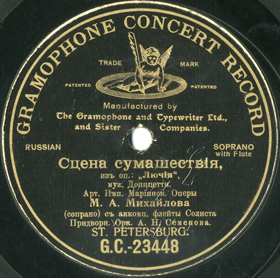 GRAMOPHONE CONCERT RECORD
TRADE MARK
PATENTED PATENTED
Manufactured by
The Gramophone and Typewriter Ltd.,
and Sister Companies.
RUSSIAN
SOPRANO
with Flute
Сцена сумашествія,
изъ оп.: „Лючія“
муз. Доницетти.
Арт. Имп. Маріинск. Оперы
М. А. Михайлова
(сопрано) съ аккомп. флейты Солиста
Придворн. Орк. А. Н. Семенова.
ST. PETERSBURG.
G.C.-23448